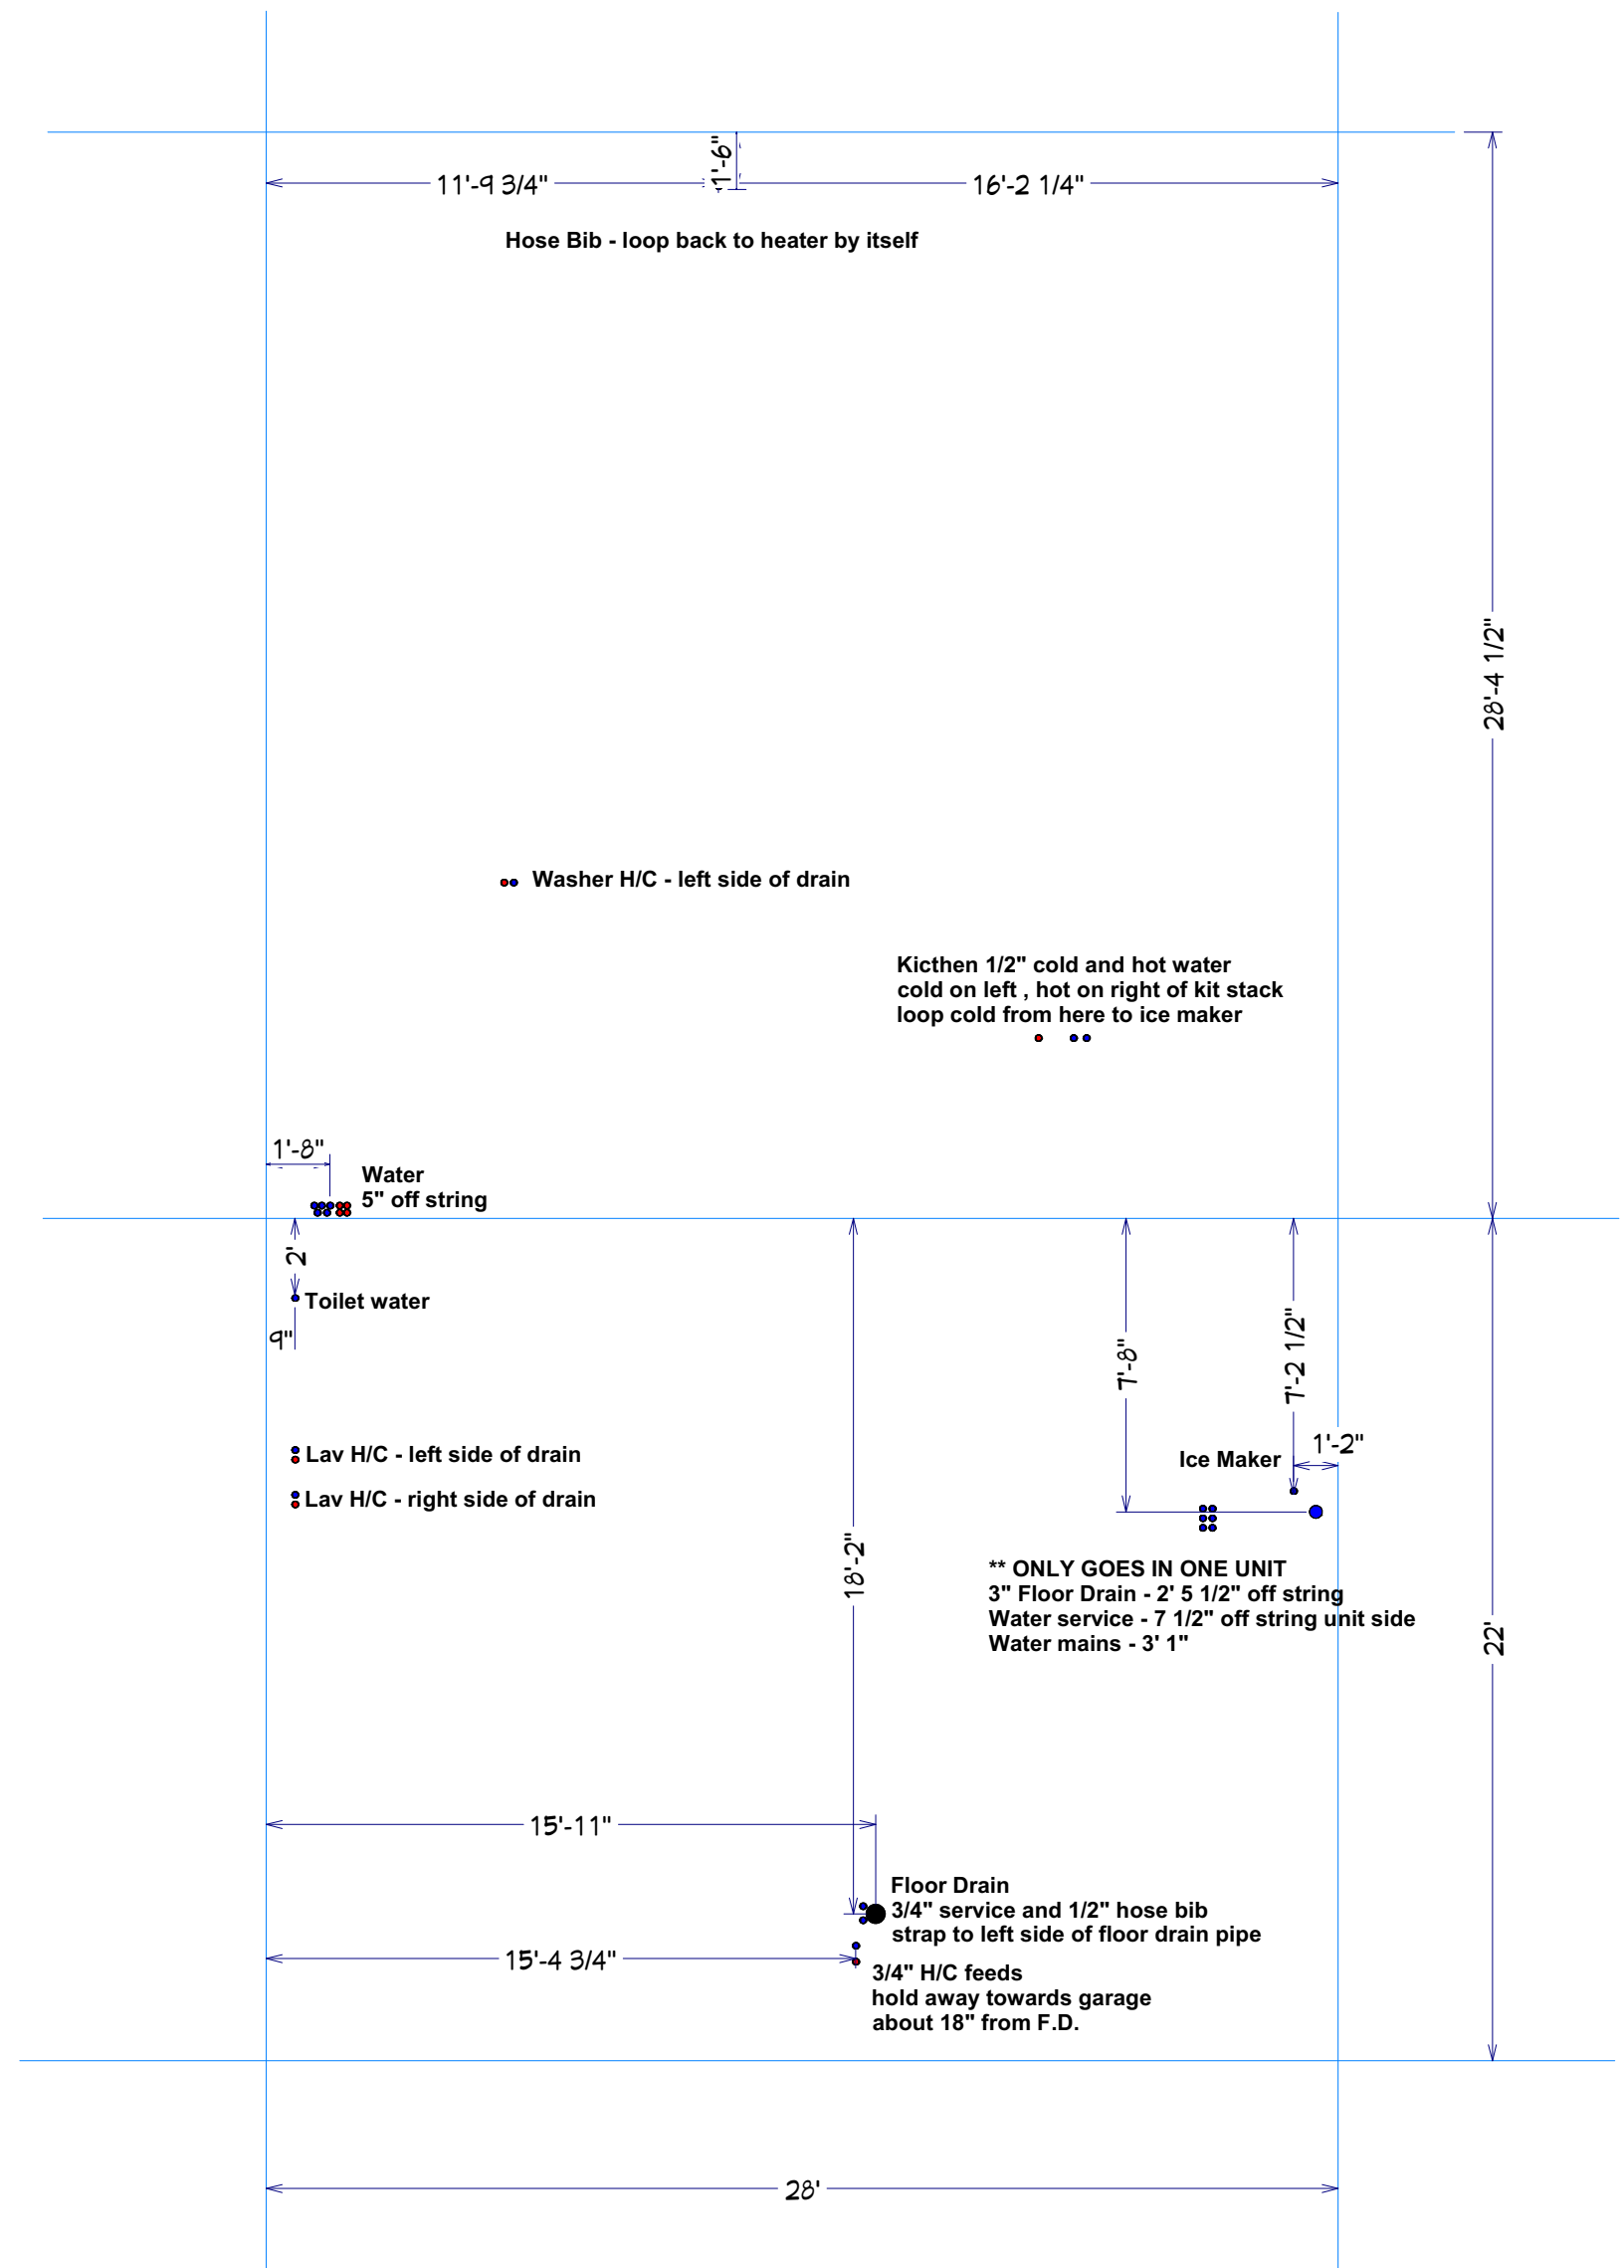 1'-6"
11'-9 3/4"
16'-2 1/4"
Hose Bib - loop back to heater by itself
28'-4 1/2"
Washer H/C - left side of drain
Kicthen 1/2" cold and hot water
cold on left , hot on right of kit stack
loop cold from here to ice maker
1'-8"
Water
5" off string
2'
Toilet water
9"
7'-8"
7'-2 1/2"
1'-2"
Ice Maker
Lav H/C - left side of drain
Lav H/C - right side of drain
18'-2"
** ONLY GOES IN ONE UNIT
3" Floor Drain - 2' 5 1/2" off string
Water service - 7 1/2" off string unit side
Water mains - 3' 1"
22'
15'-11"
Floor Drain
3/4" service and 1/2" hose bib
strap to left side of floor drain pipe
15'-4 3/4"
3/4" H/C feeds
hold away towards garage
about 18" from F.D.
28'